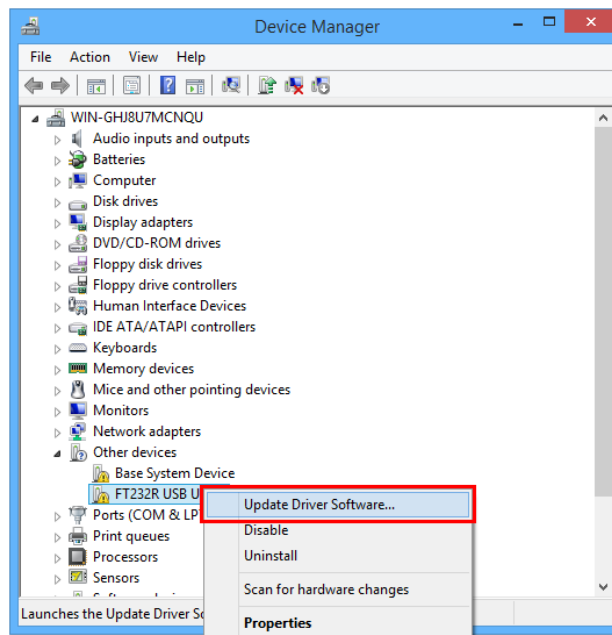 Device Manager
File Action View Help
WIN-GHJ8U7MCNQU
Audio inputs and outputs
Batteries
Computer
Disk drives
Display adapters
DVD/CD-ROM drives
Floppy disk drives
Floppy drive controllers
Human Interface Devices
IDE ATA/ATAPI controllers
Keyboards
Memory devices
Mice and other pointing devices
Monitors
Network adapters
Other devices
Base System Device
FT232R USB U
Update Driver Software...
Ports (COM & LP
Disable
Print queues
Uninstall
Processors
Sensors
Scan for hardware changes
Launches the Update Driver So
Properties